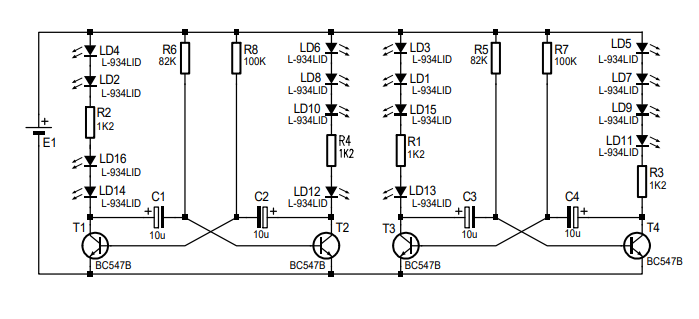 LD4
L-934LID
LD2
L-934LID
R2
1K2
LD16
L-934LID
LD14
L-934LID
R6
82K
R8
100K
LD6
L-934LID
LD8
L-934LID
LD10
L-934LID
R4
1K2
LD12
L-934LID
LD3
L-934LID
LD1
L-934LID
LD15
L-934LID
R1
1K2
LD13
L-934LID
R5
82K
R7
100K
LD5
L-934LID
LD7
L-934LID
LD9
L-934LID
LD11
L-934LID
R3
1K2
+
E1
C1
+
10u
C2
+
10u
C3
+
10u
C4
+
10u
T1
BC547B
T2
BC547B
T3
BC547B
T4
BC547B